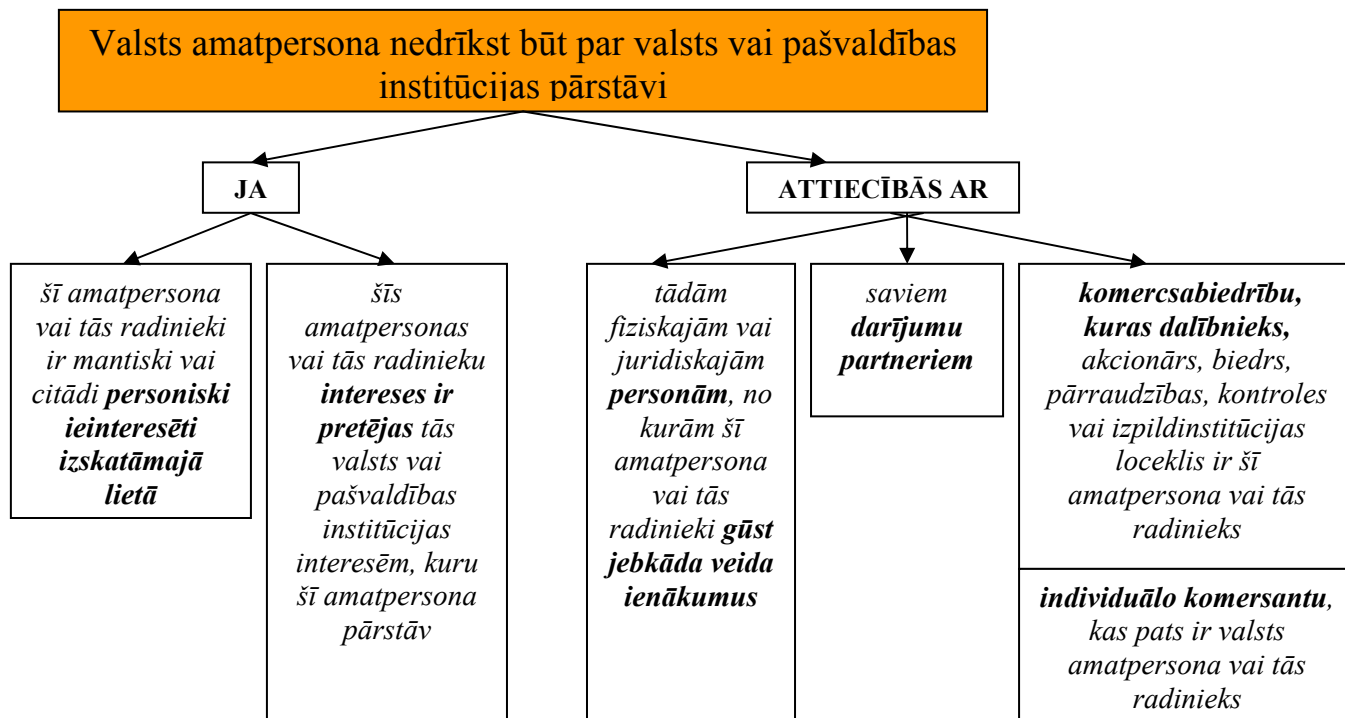 Valsts amatpersona nedrīkst būt par valsts vai pašvaldības
institūcijas pārstāvi
JA
ATTIECĪBĀS AR
šī amatpersona
vai tās radinieki
ir mantiski vai
citādi personiski
ieinteresēti
izskatāmajā
lietā
šīs
amatpersonas
vai tās radinieku
intereses ir
pretējas tās
valsts vai
pašvaldības
institūcijas
interesēm, kuru
šī amatpersona
pārstāv
tādām
fiziskajām vai
juridiskajām
personām, no
kurām šī
amatpersona
vai tās
radinieki gūst
jebkāda veida
ienākumus
saviem
darījumu
partneriem
komercsabiedrību,
kuras dalībnieks,
akcionārs, biedrs,
pārraudzības, kontroles
vai izpildinstitūcijas
loceklis ir šī
amatpersona vai tās
radinieks
individuālo komersantu,
kas pats ir valsts
amatpersona vai tās
radinieks